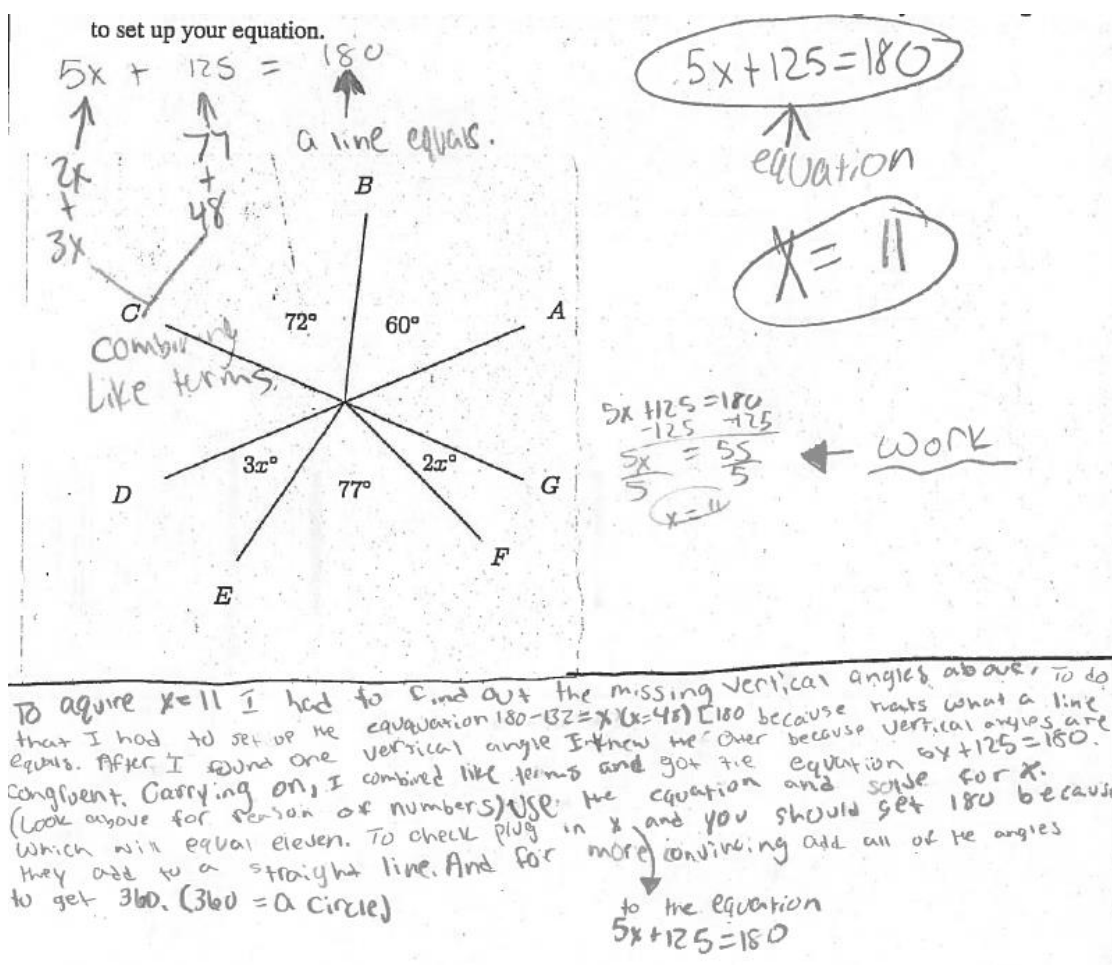 to set up your equation.
5x + 125 = 180
5x+125=180
2x
+
3x
77
+
48
a line equals.
equation
x = 11
B
C
72°
60°
A
combining
Like terms.
5x +125 = 180
-125 -125
5x = 55
5 5
x = 11
work
D
3x°
77°
2x°
G
F
E
To aquire x=11 I had to find out the missing vertical angles above. To do
that I had to set up the eququation 180-132=x (x=48) [180 because thats what a line
equals. After I found one vertical angle I knew the other because vertical angles are
congruent. Carrying on, I combined like terms and got the equation 5x+125=180.
(Look above for reason of numbers) Use the equation and solve for x.
which will equal eleven. To check plug in x and you should get 180 because
they add to a straight line. And for more convincing add all of the angles
to get 360. (360 = a circle)
to the equation
5x+125=180